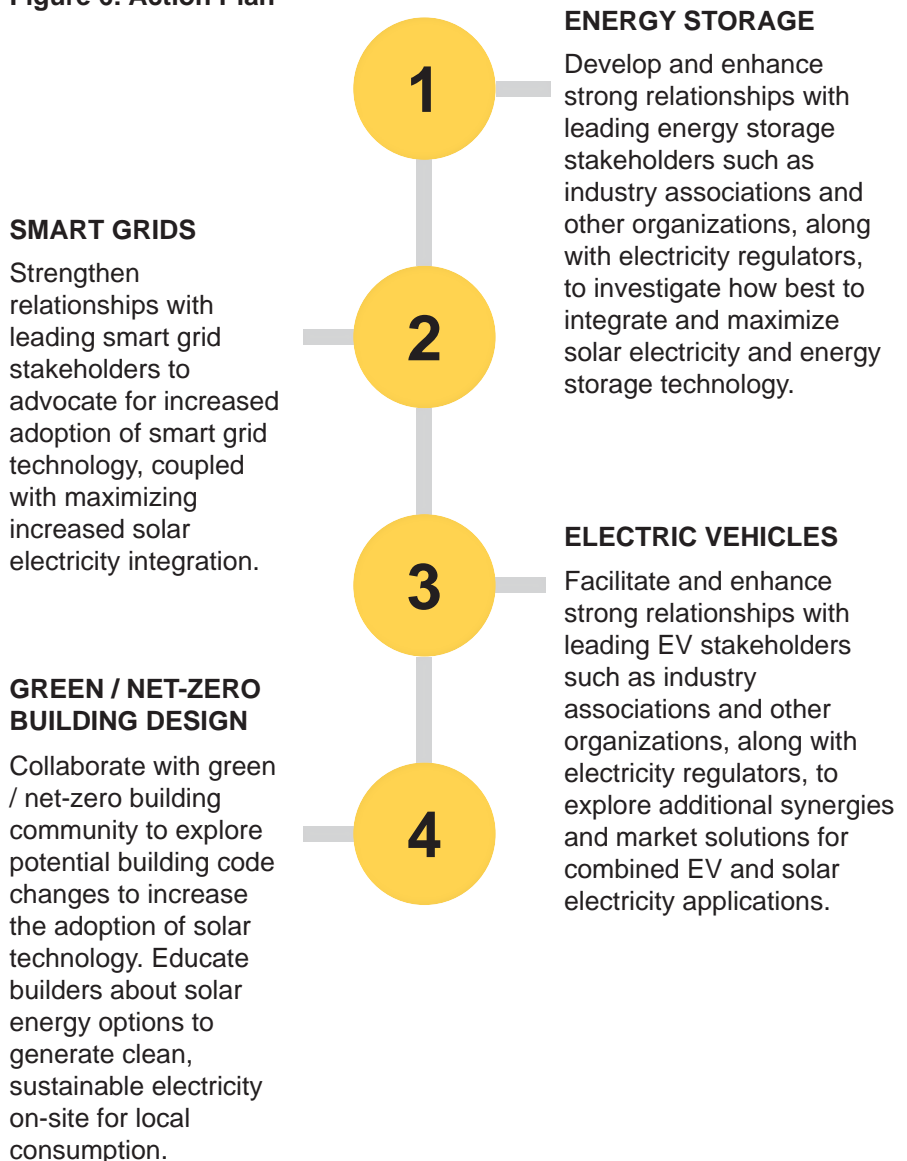 1
ENERGY STORAGE
Develop and enhance
strong relationships with
leading energy storage
stakeholders such as
industry associations and
other organizations, along
with electricity regulators,
to investigate how best to
integrate and maximize
solar electricity and energy
storage technology.
2
SMART GRIDS
Strengthen
relationships with
leading smart grid
stakeholders to
advocate for increased
adoption of smart grid
technology, coupled
with maximizing
increased solar
electricity integration.
3
ELECTRIC VEHICLES
Facilitate and enhance
strong relationships with
leading EV stakeholders
such as industry
associations and other
organizations, along with
electricity regulators, to
explore additional synergies
and market solutions for
combined EV and solar
electricity applications.
4
GREEN / NET-ZERO
BUILDING DESIGN
Collaborate with green
/ net-zero building
community to explore
potential building code
changes to increase
the adoption of solar
technology. Educate
builders about solar
energy options to
generate clean,
sustainable electricity
on-site for local
consumption.